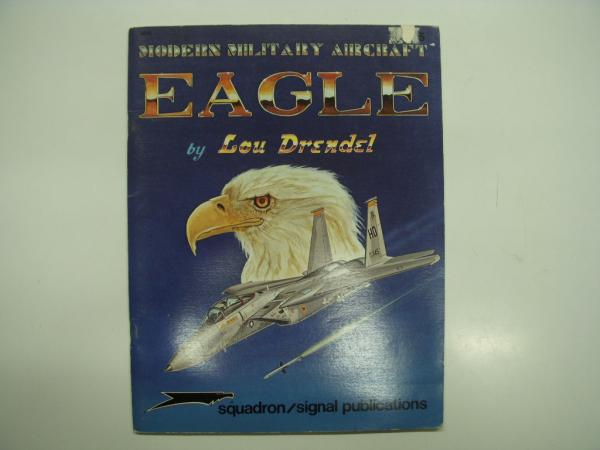 MODERN MILITARY AIRCRAFT
EAGLE
by Lou Drendel
HO
squadron/signal publications